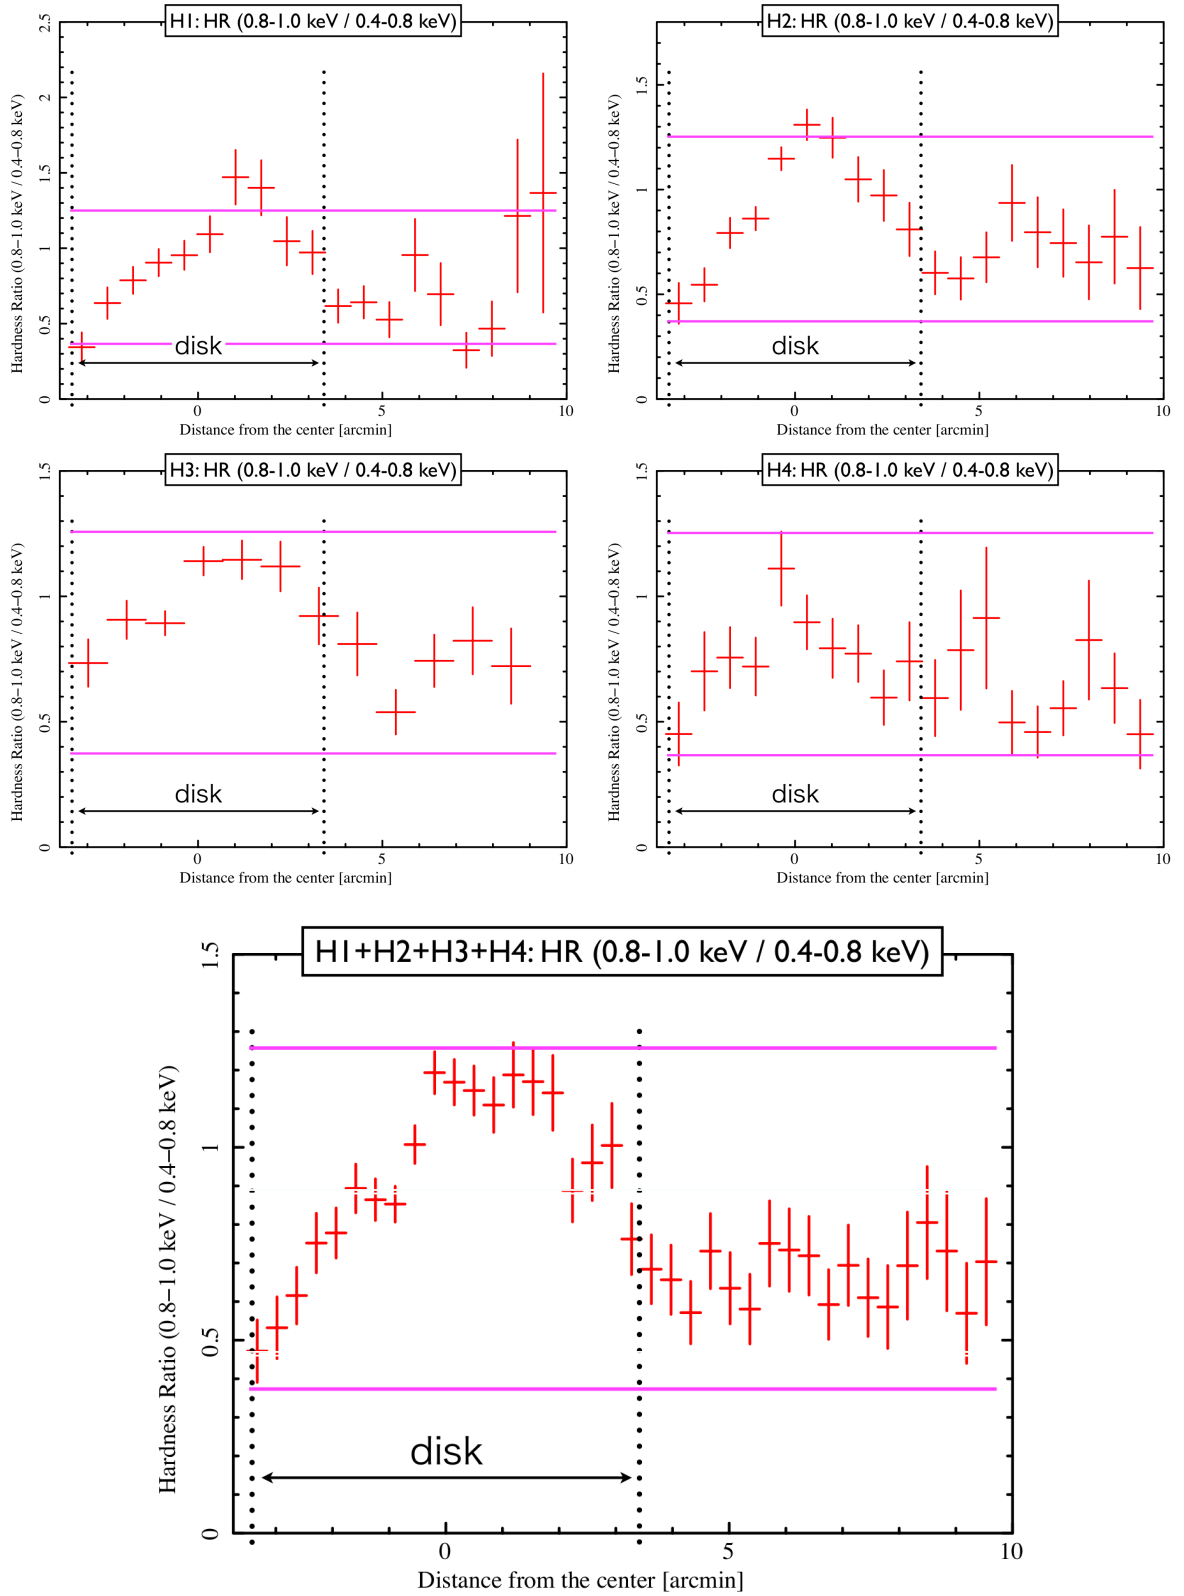 H1: HR (0.8-1.0 keV / 0.4-0.8 keV)
Hardness Ratio (0.8–1.0 keV / 0.4–0.8 keV)
2.5
2
1.5
1
0.5
0
disk
0 5 10
Distance from the center [arcmin]
H2: HR (0.8-1.0 keV / 0.4-0.8 keV)
Hardness Ratio (0.8–1.0 keV / 0.4–0.8 keV)
1.5
1
0.5
0
disk
0 5 10
Distance from the center [arcmin]
H3: HR (0.8-1.0 keV / 0.4-0.8 keV)
Hardness Ratio (0.8–1.0 keV / 0.4–0.8 keV)
1.5
1
0.5
0
disk
0 5 10
Distance from the center [arcmin]
H4: HR (0.8-1.0 keV / 0.4-0.8 keV)
Hardness Ratio (0.8–1.0 keV / 0.4–0.8 keV)
1.5
1
0.5
0
disk
0 5 10
Distance from the center [arcmin]
H1+H2+H3+H4: HR (0.8-1.0 keV / 0.4-0.8 keV)
Hardness Ratio (0.8–1.0 keV / 0.4–0.8 keV)
1.5
1
0.5
0
disk
0 5 10
Distance from the center [arcmin]